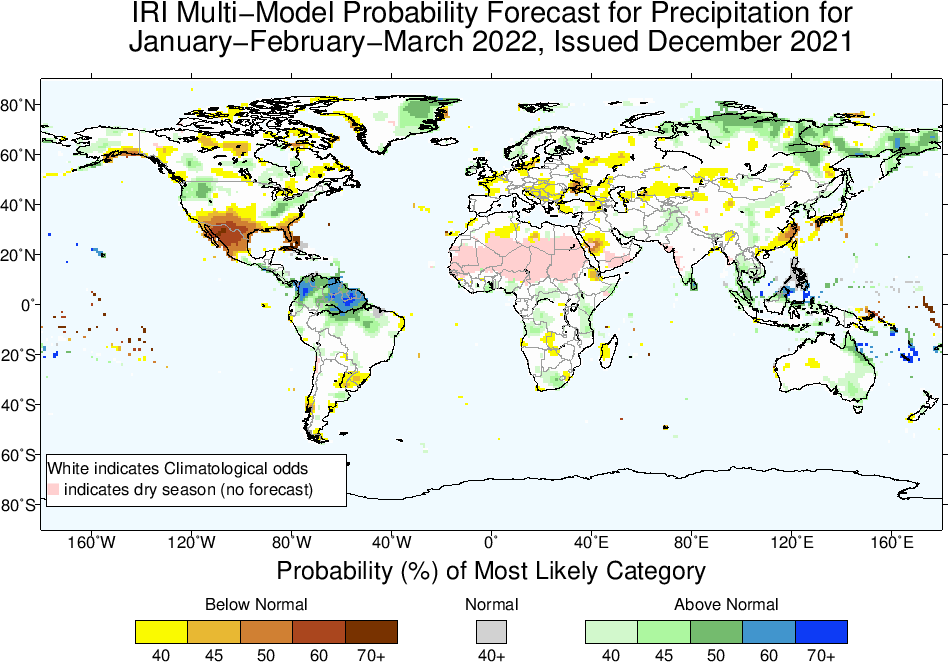 IRI Multi−Model Probability Forecast for Precipitation for
January−February−March 2022, Issued December 2021
80˚N
60˚N
40˚N
20˚N
0˚
20˚S
40˚S
60˚S
80˚S
White indicates Climatological odds
indicates dry season (no forecast)
160˚W 120˚W 80˚W 40˚W 0˚ 40˚E 80˚E 120˚E 160˚E
Probability (%) of Most Likely Category
Below Normal Normal Above Normal
40 45 50 60 70+ 40+ 40 45 50 60 70+